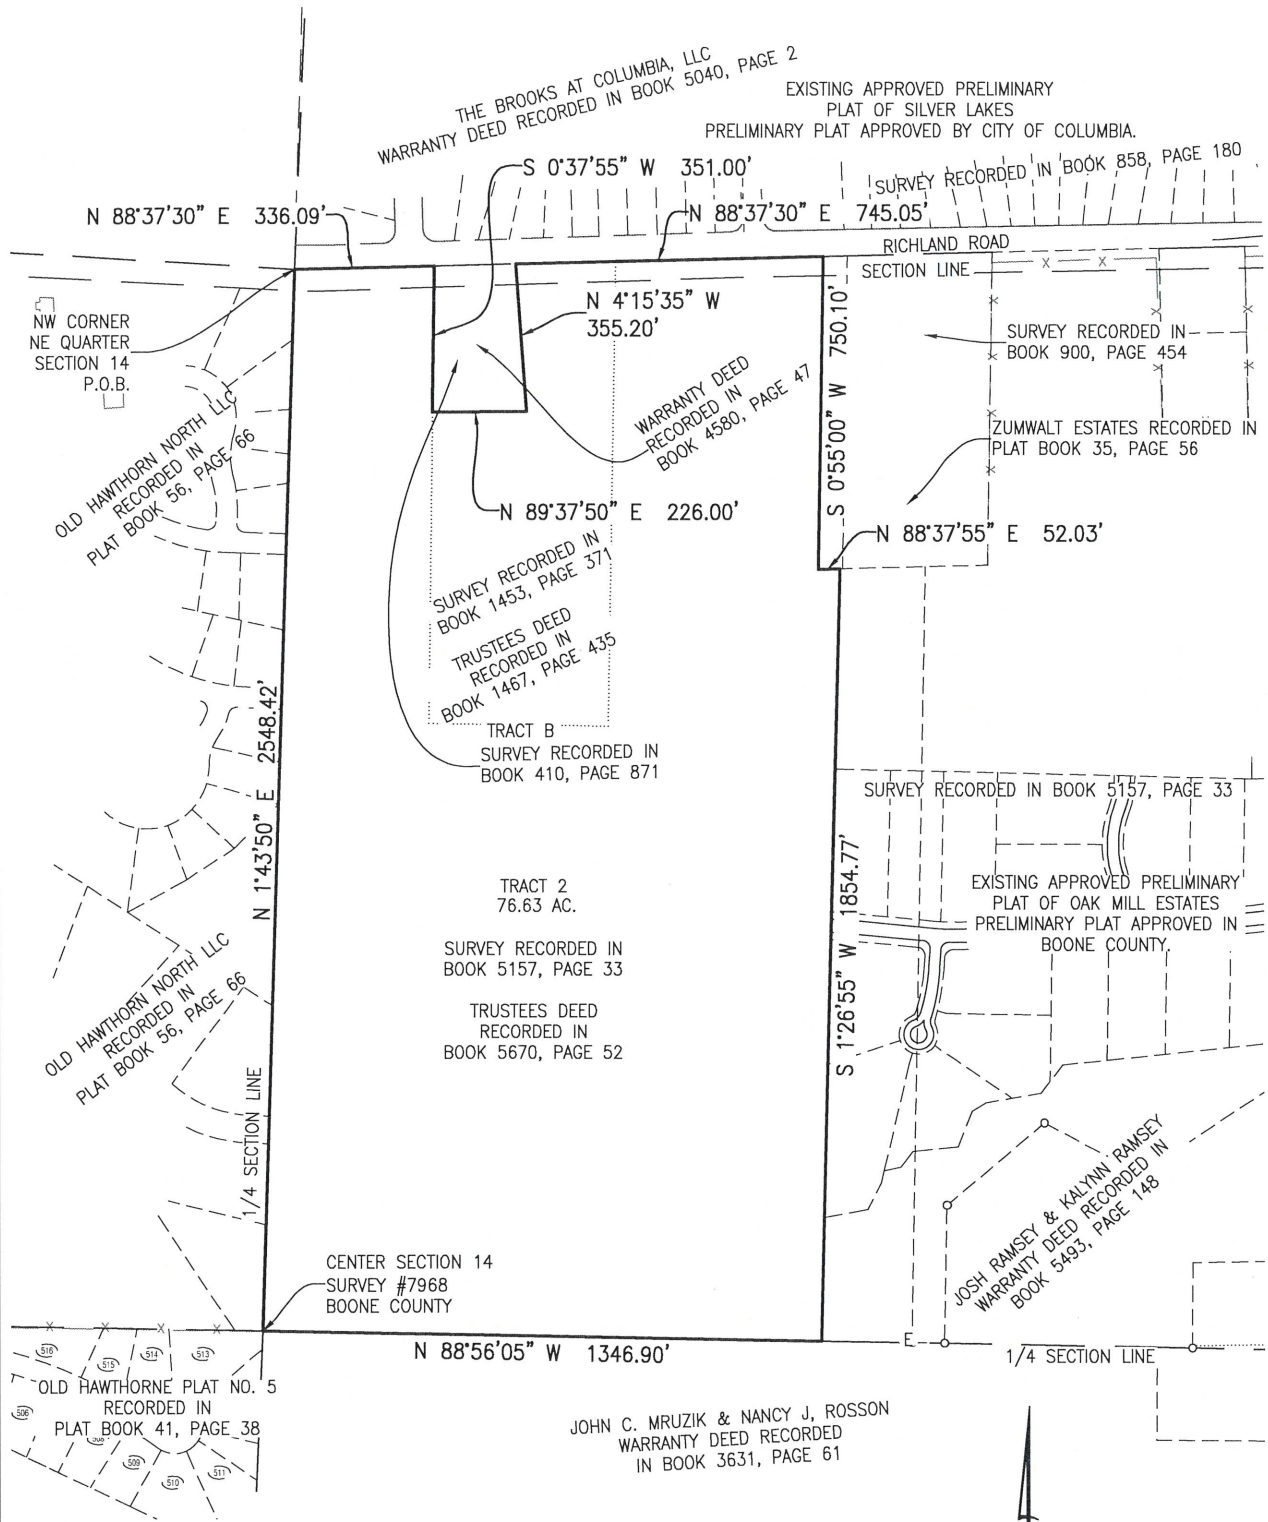 THE BROOKS AT COLUMBIA, LLC
WARRANTY DEED RECORDED IN BOOK 5040, PAGE 2
EXISTING APPROVED PRELIMINARY
PLAT OF SILVER LAKES
PRELIMINARY PLAT APPROVED BY CITY OF COLUMBIA.
S 0°37'55" W 351.00'
SURVEY RECORDED IN BOOK 858, PAGE 180
N 88°37'30" E 336.09'
N 88°37'30" E 745.05'
RICHLAND ROAD
SECTION LINE
NW CORNER
NE QUARTER
SECTION 14
P.O.B.
N 4°15'35" W
355.20'
S 0°55'00" W 750.10'
SURVEY RECORDED IN
BOOK 900, PAGE 454
WARRANTY DEED
RECORDED IN
BOOK 4580, PAGE 47
ZUMWALT ESTATES RECORDED IN
PLAT BOOK 35, PAGE 56
OLD HAWTHORN NORTH LLC
RECORDED IN
PLAT BOOK 56, PAGE 66
N 89°37'50" E 226.00'
N 88°37'55" E 52.03'
SURVEY RECORDED IN
BOOK 1453, PAGE 371
TRUSTEES DEED
RECORDED IN
BOOK 1467, PAGE 435
TRACT B
SURVEY RECORDED IN
BOOK 410, PAGE 871
N 1°43'50" E 2548.42'
SURVEY RECORDED IN BOOK 5157, PAGE 33
TRACT 2
76.63 AC.
SURVEY RECORDED IN
BOOK 5157, PAGE 33
TRUSTEES DEED
RECORDED IN
BOOK 5670, PAGE 52
S 1°26'55" W 1854.77'
EXISTING APPROVED PRELIMINARY
PLAT OF OAK MILL ESTATES
PRELIMINARY PLAT APPROVED IN
BOONE COUNTY.
OLD HAWTHORN NORTH LLC
RECORDED IN
PLAT BOOK 56, PAGE 66
1/4 SECTION LINE
JOSH RAMSEY & KALYNN RAMSEY
WARRANTY DEED RECORDED IN
BOOK 5493, PAGE 148
CENTER SECTION 14
SURVEY #7968
BOONE COUNTY
N 88°56'05" W 1346.90'
E
1/4 SECTION LINE
516
515
514
513
OLD HAWTHORNE PLAT NO. 5
RECORDED IN
PLAT BOOK 41, PAGE 38
506
509
510
511
JOHN C. MRUZIK & NANCY J, ROSSON
WARRANTY DEED RECORDED
IN BOOK 3631, PAGE 61